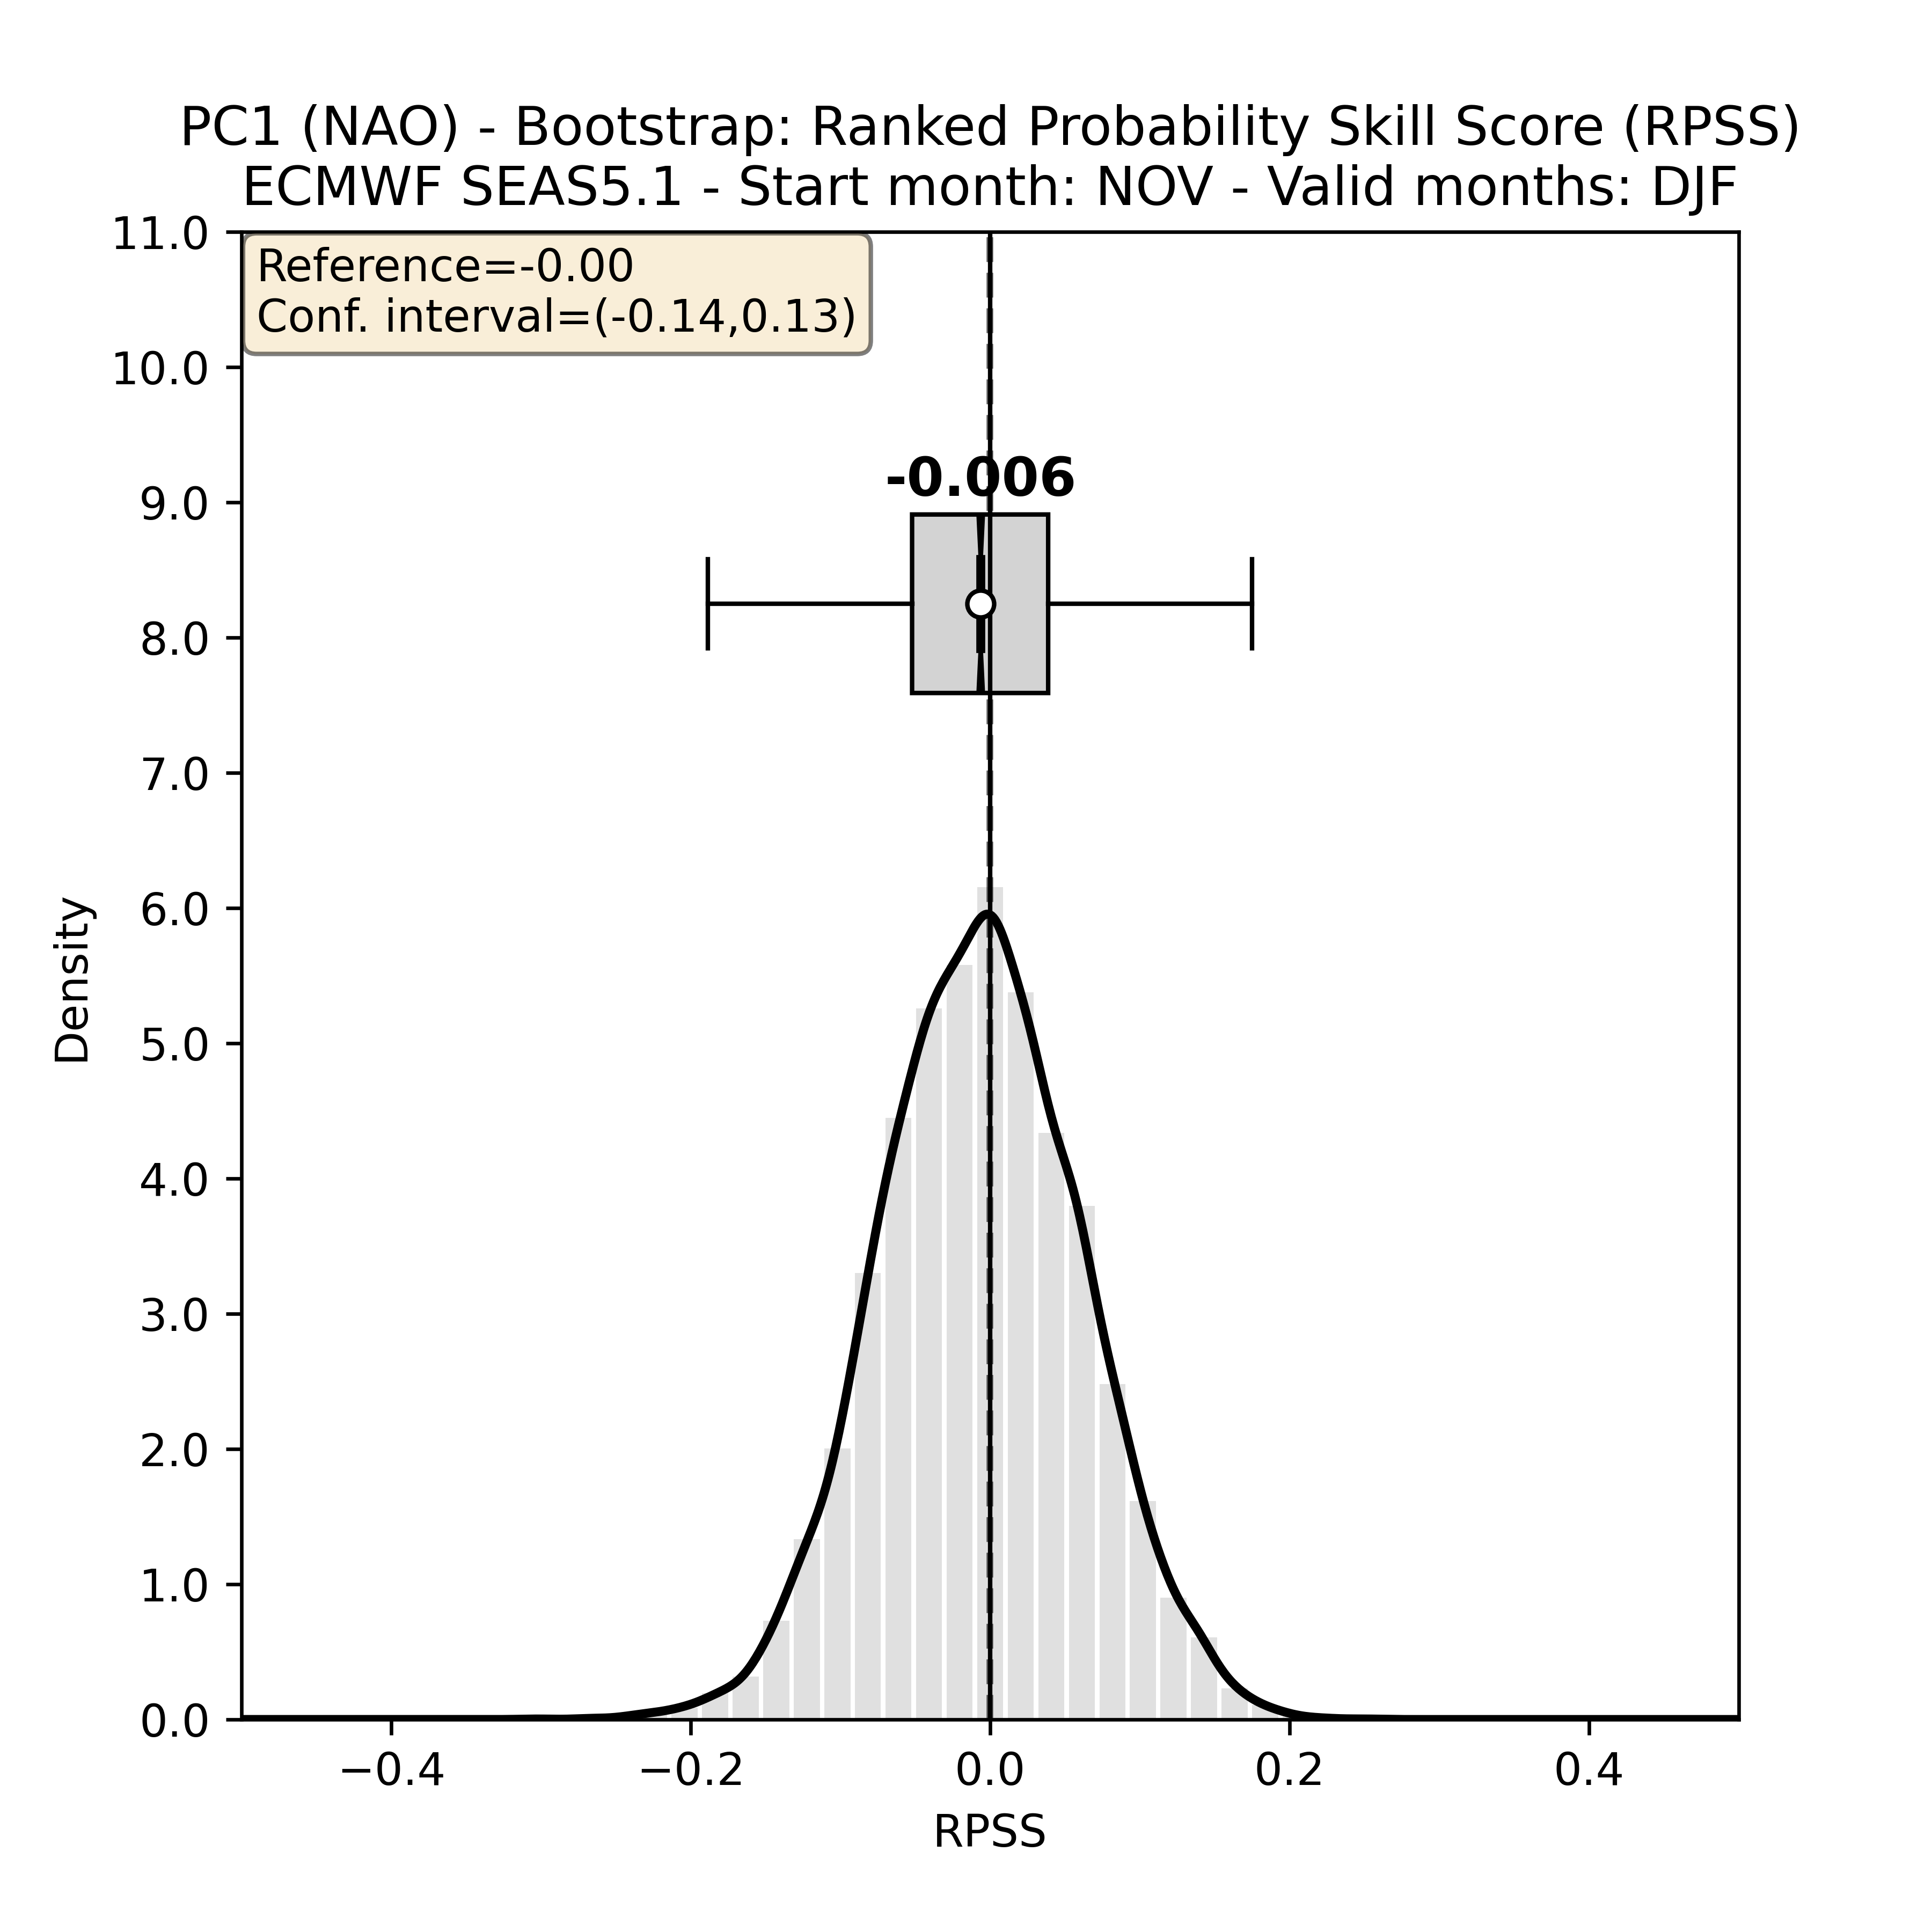 PC1 (NAO) - Bootstrap: Ranked Probability Skill Score (RPSS)
ECMWF SEAS5.1 - Start month: NOV - Valid months: DJF
Reference=-0.00
Conf. interval=(-0.14,0.13)
-0.006
11.0
10.0
9.0
8.0
7.0
6.0
5.0
4.0
3.0
2.0
1.0
0.0
Density
−0.4 −0.2 0.0 0.2 0.4
RPSS